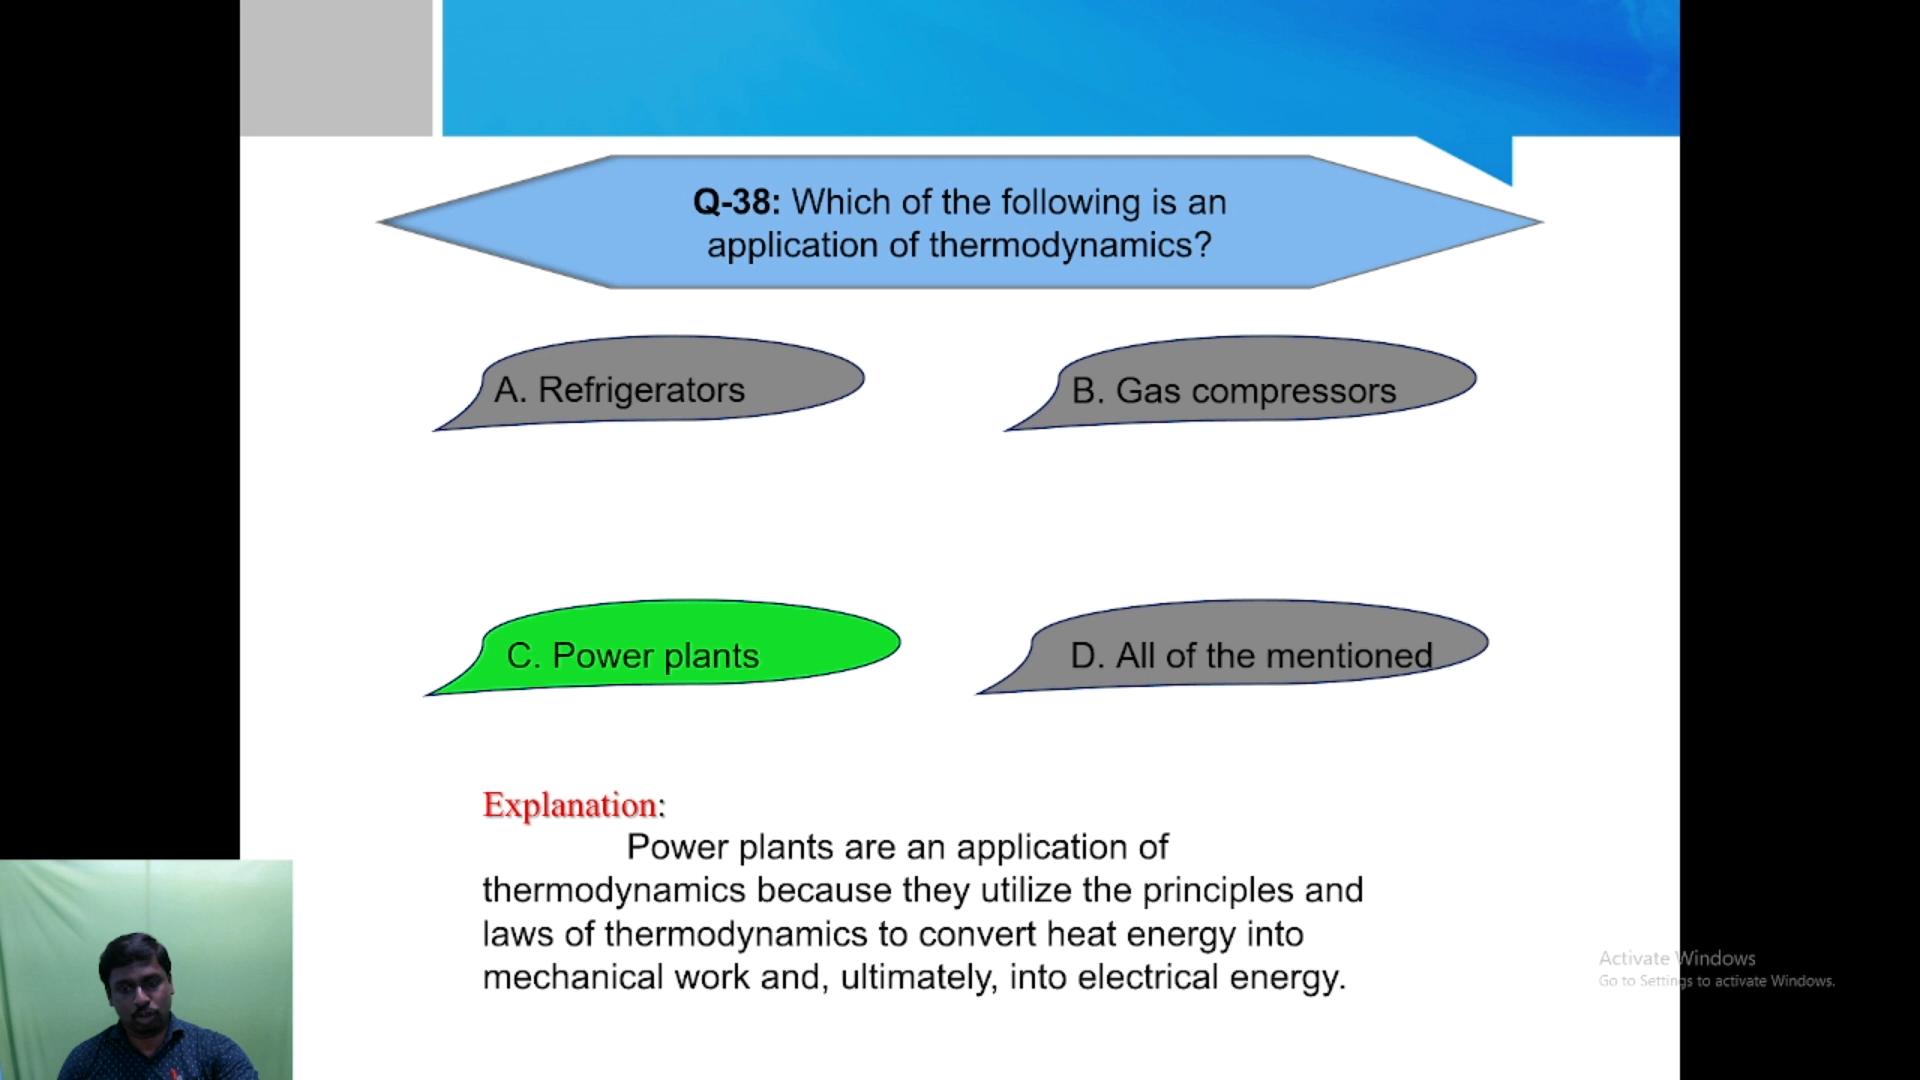 Q-38: Which of the following is an
application of thermodynamics?
A. Refrigerators
B. Gas compressors
C. Power plants
D. All of the mentioned
Explanation:
Power plants are an application of
thermodynamics because they utilize the principles and
laws of thermodynamics to convert heat energy into
mechanical work and, ultimately, into electrical energy.
Activate Windows
Go to Settings to activate Windows.